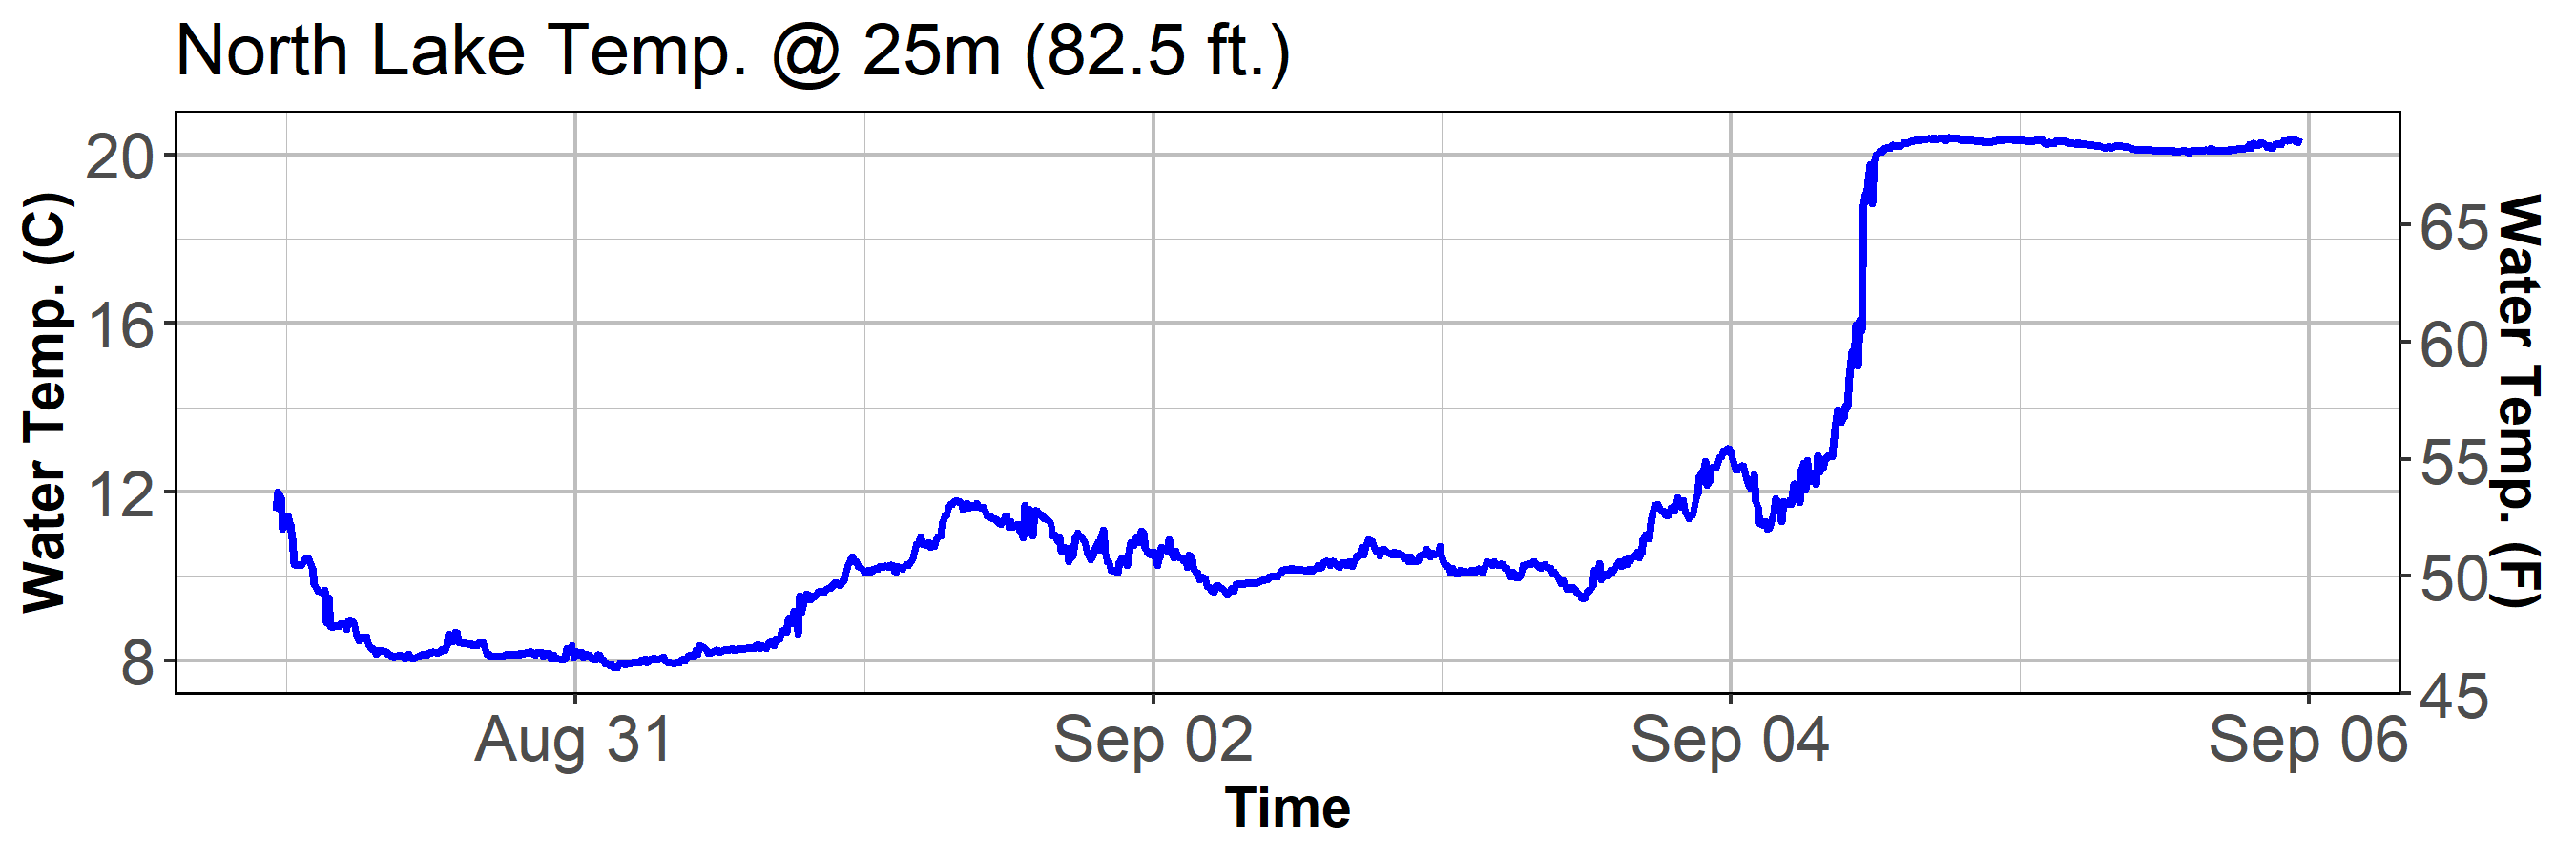 North Lake Temp. @ 25m (82.5 ft.)
Water Temp. (C)
20
16
12
8
65
60
55
50
45
Water Temp. (F)
Aug 31
Sep 02
Sep 04
Sep 06
Time